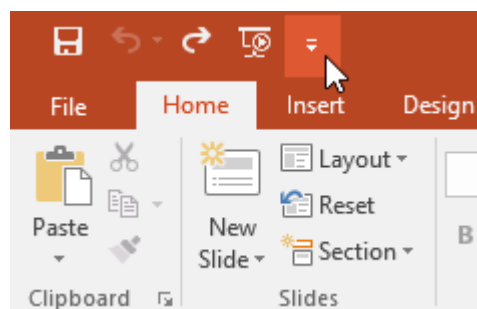 File Home Insert Design
Layout
Paste
New Slide
Reset
Section
B
Clipboard Slides